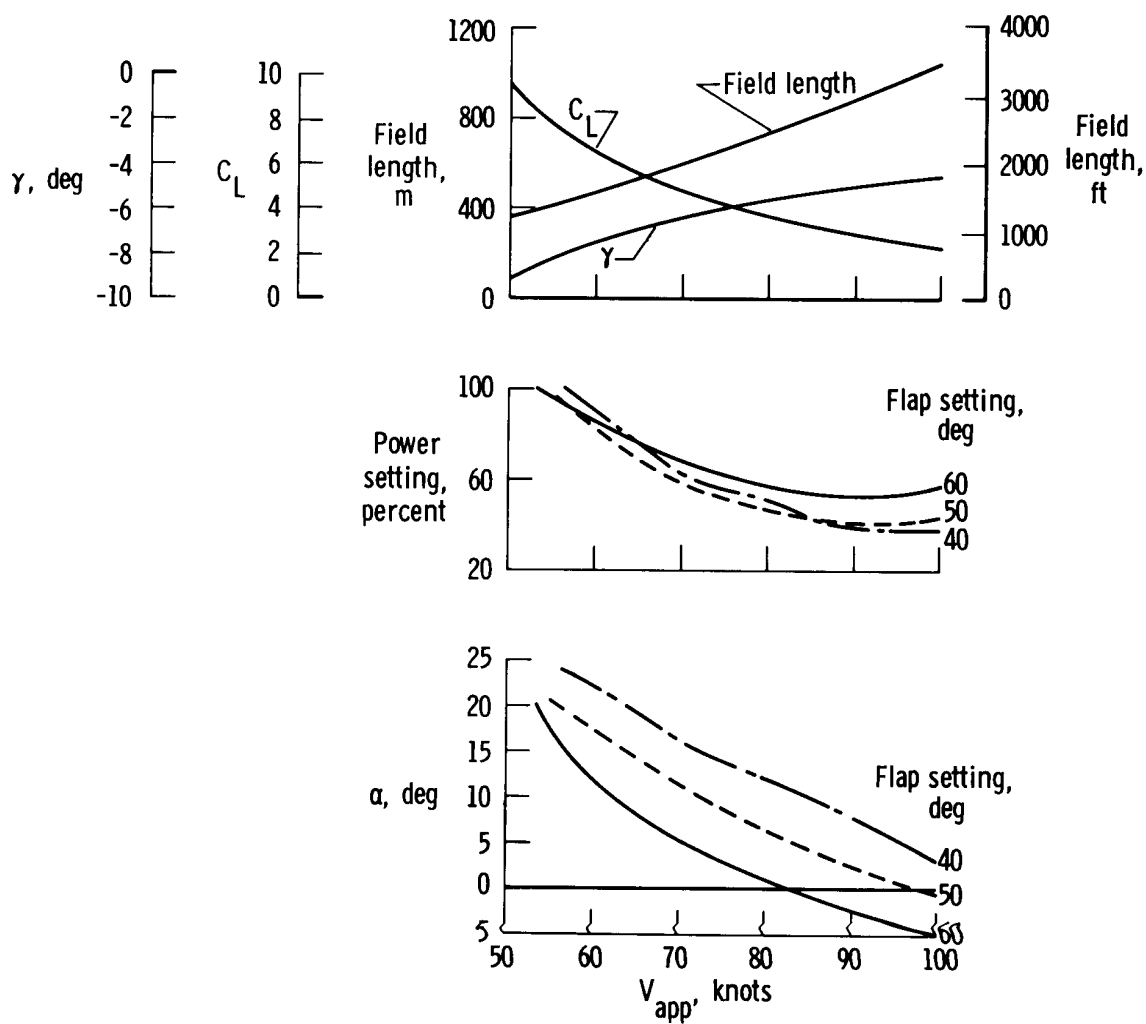 γ, deg
0
-2
-4
-6
-8
-10
C_L
10
8
6
4
2
0
Field
length,
m
1200
800
400
0
C_L
Field length
γ
4000
3000
2000
1000
0
Field
length,
ft
Power
setting,
percent
100
60
20
Flap setting,
deg
60
50
40
α, deg
25
20
15
10
5
0
5
Flap setting,
deg
40
50
60
50 60 70 80 90 100
V_app, knots